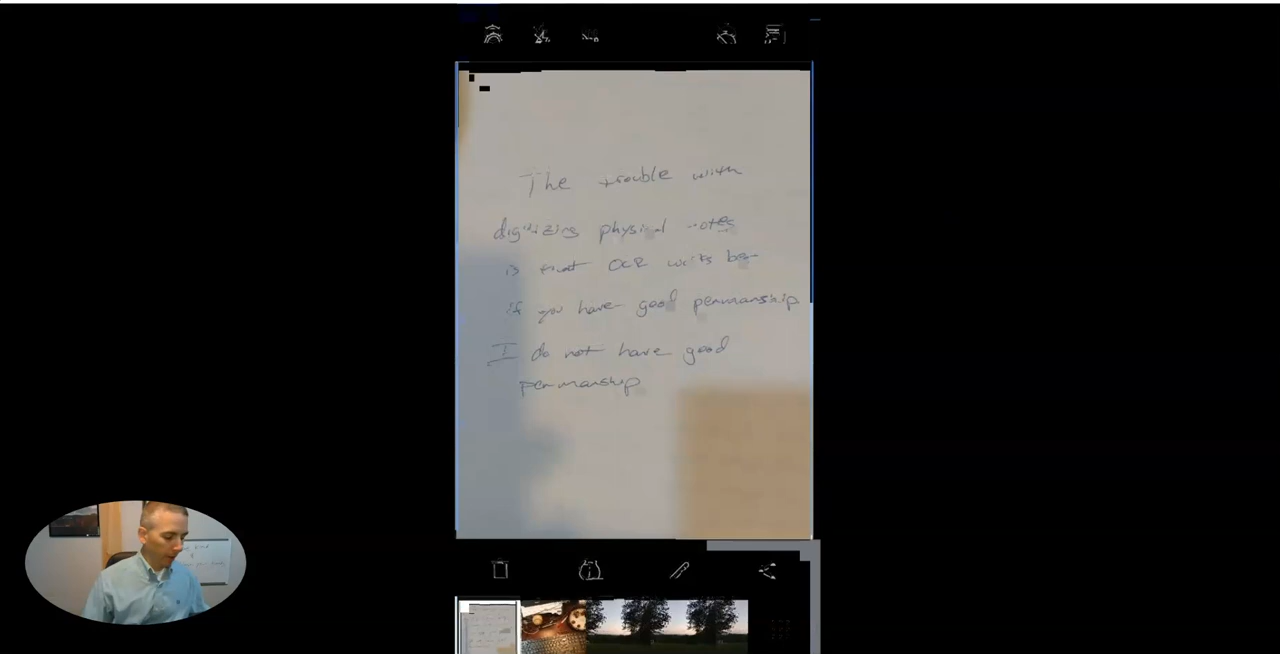 The trouble with
digitizing physical notes
is that OCR works
if you have good penmanship
I do not have good
penmanship